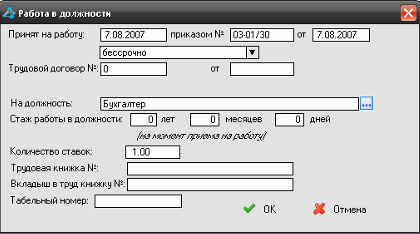 Работа в должности
Принят на работу: 7.08.2007 приказом № 03-01/30 от 7.08.2007
бессрочно
Трудовой договор №: 0 от
На должность: Бухгалтер ...
Стаж работы в должности: 0 лет 0 месяцев 0 дней
(на момент приема на работу)
Количество ставок: 1.00
Трудовая книжка №:
Вкладыш в труд книжку №:
Табельный номер:
OK Отмена